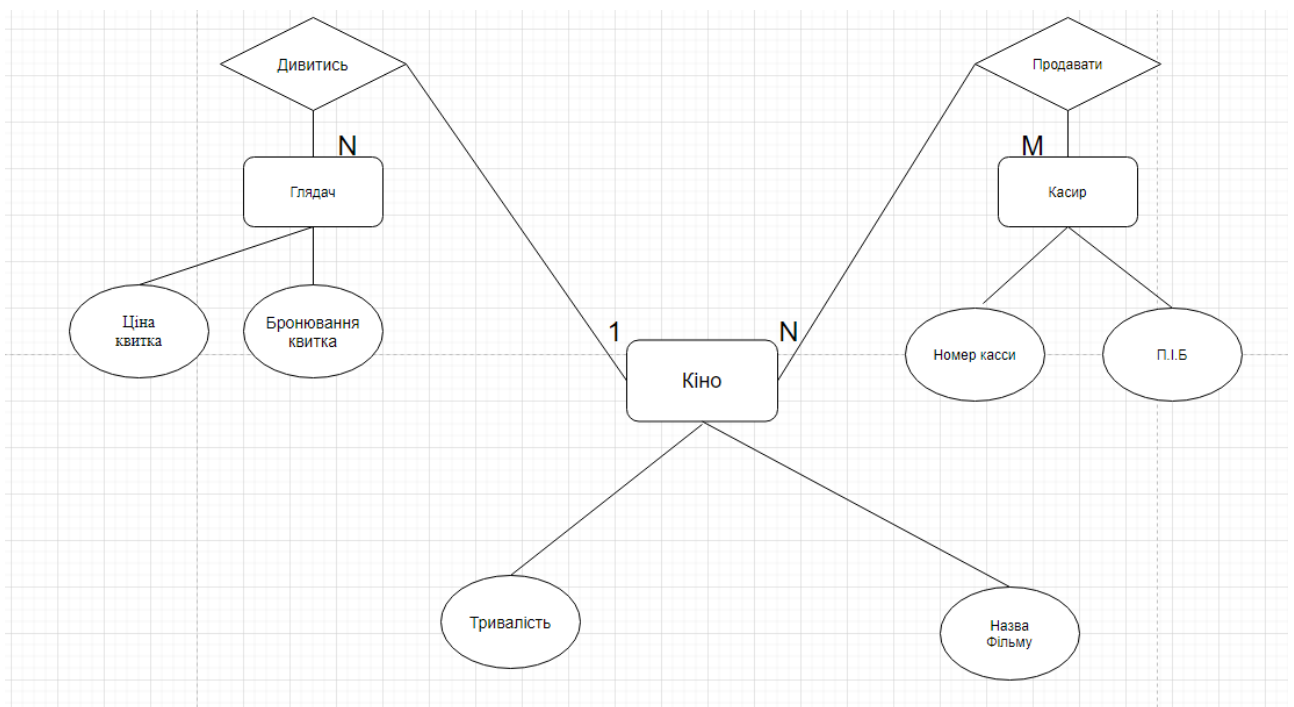 Дивитись
Продавати
N
M
Глядач
Касир
Ціна
квитка
Бронювання
квитка
1
N
Номер касси
П.І.Б
Кіно
Тривалість
Назва
Фільму